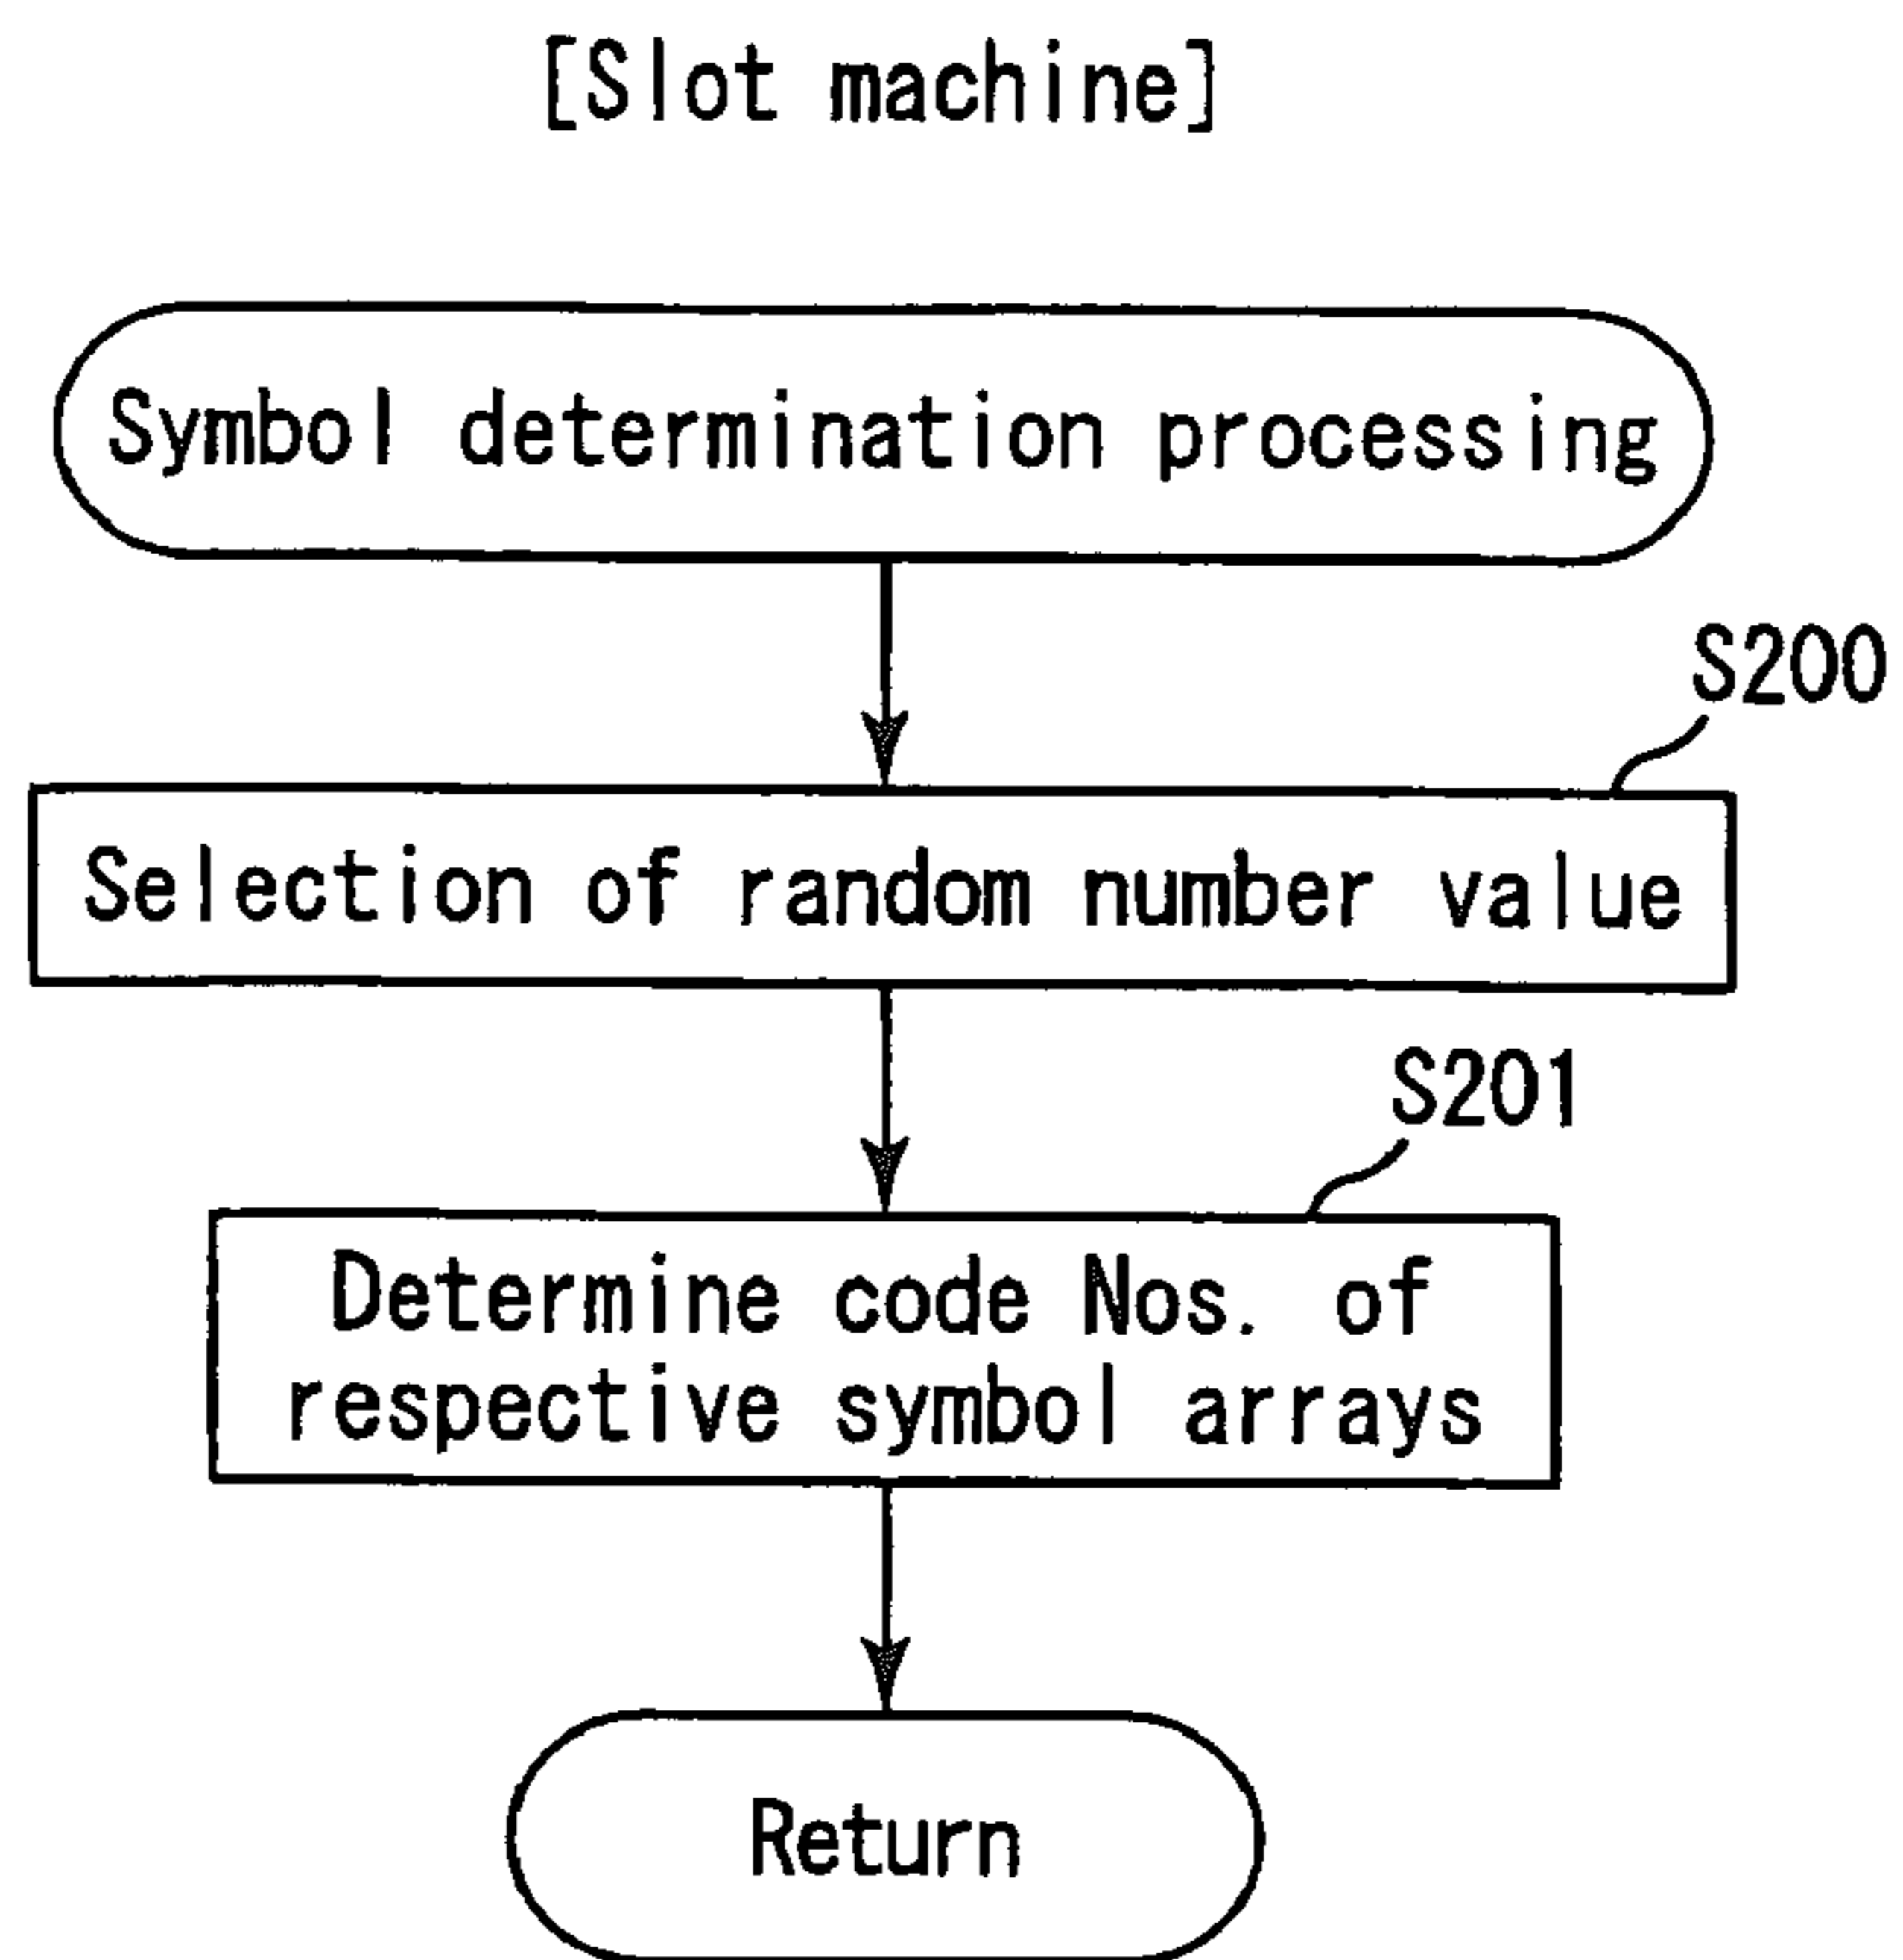 [Slot machine]
Symbol determination processing
S200
Selection of random number value
S201
Determine code Nos. of
respective symbol arrays
Return